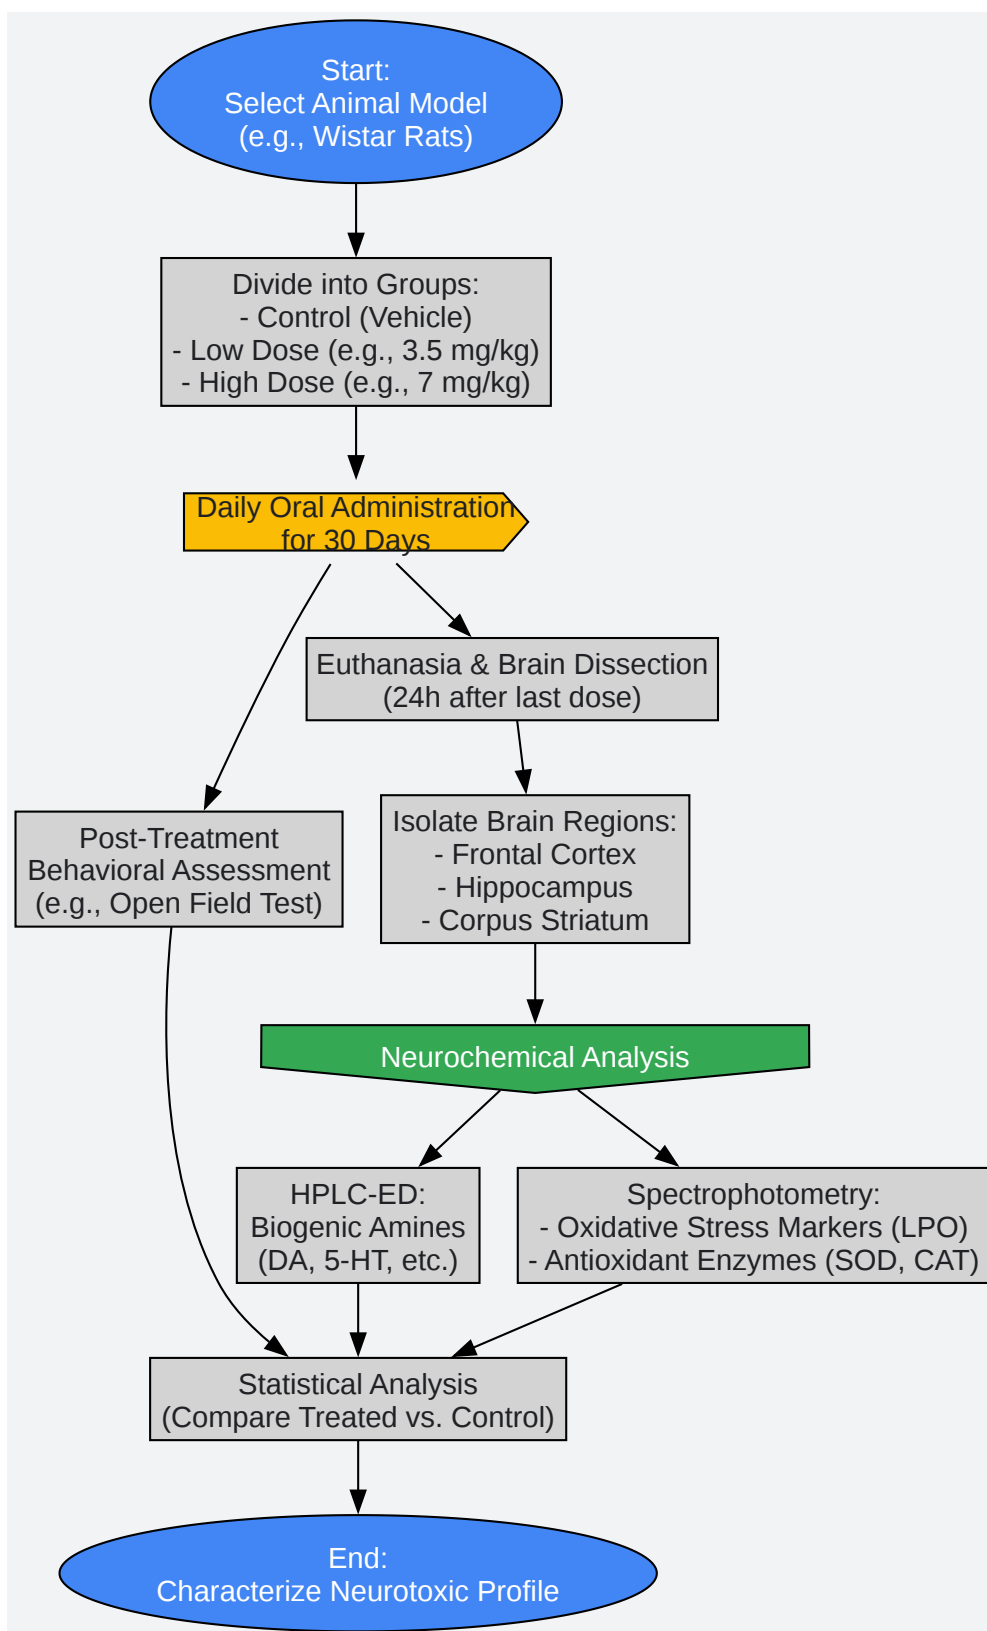 Start:
Select Animal Model
(e.g., Wistar Rats)
Divide into Groups:
- Control (Vehicle)
- Low Dose (e.g., 3.5 mg/kg)
- High Dose (e.g., 7 mg/kg)
Daily Oral Administration
for 30 Days
Euthanasia & Brain Dissection
(24h after last dose)
Post-Treatment
Behavioral Assessment
(e.g., Open Field Test)
Isolate Brain Regions:
- Frontal Cortex
- Hippocampus
- Corpus Striatum
Neurochemical Analysis
HPLC-ED:
Biogenic Amines
(DA, 5-HT, etc.)
Spectrophotometry:
- Oxidative Stress Markers (LPO)
- Antioxidant Enzymes (SOD, CAT)
Statistical Analysis
(Compare Treated vs. Control)
End:
Characterize Neurotoxic Profile